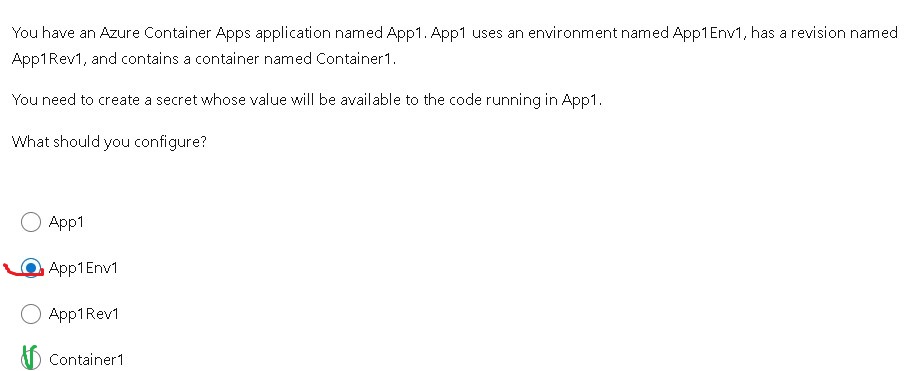 You have an Azure Container Apps application named App1. App1 uses an environment named App1Env1, has a revision named
App1Rev1, and contains a container named Container1.
You need to create a secret whose value will be available to the code running in App1.
What should you configure?
App1
App1Env1
App1Rev1
Container1